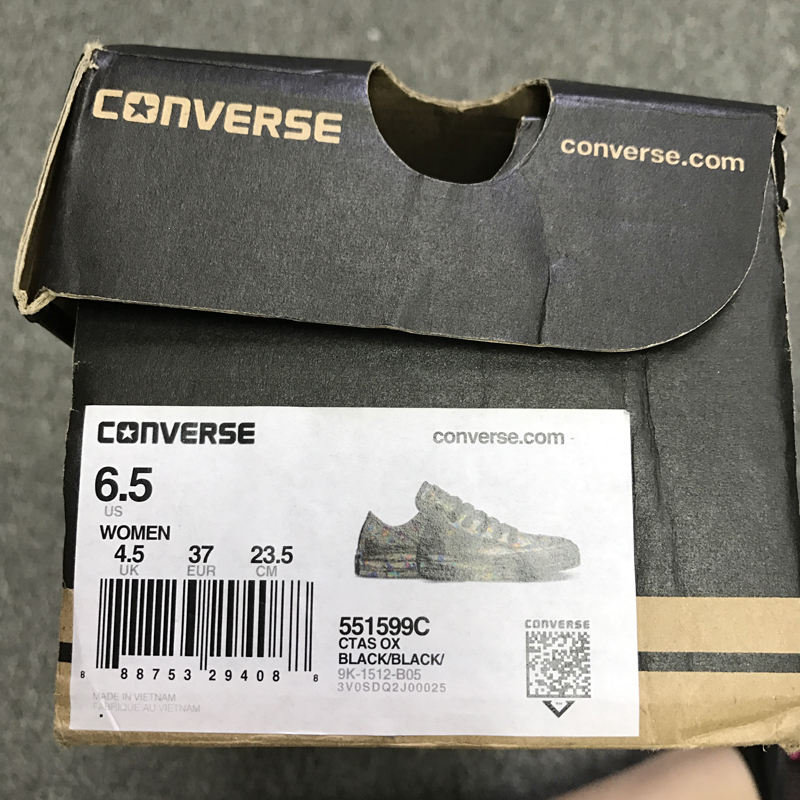 CONVERSE
converse.com
CONVERSE
converse.com
6.5
US
WOMEN
4.5 37 23.5
UK EUR CM
551599C
CTAS OX
BLACK/BLACK/
9K-1512-B05
3V0SDQ2J00025
CONVERSE
8 88753 29408 8
MADE IN VIETNAM
FABRIQUE AU VIETNAM